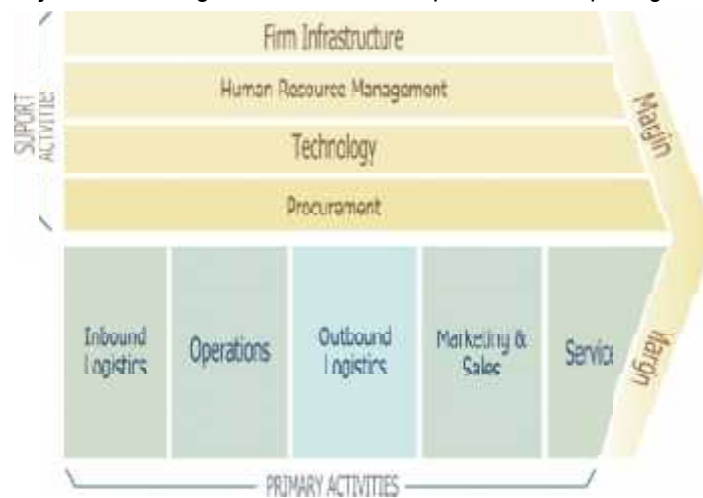 Firm Infrastructure
Human Resource Management
Technology
Procurement
SUPORT
ACTIVITIE
Margin
Inbound
Logistics
Operations
Outbound
Logistics
Marketing &
Sales
Service
Margin
PRIMARY ACTIVITIES